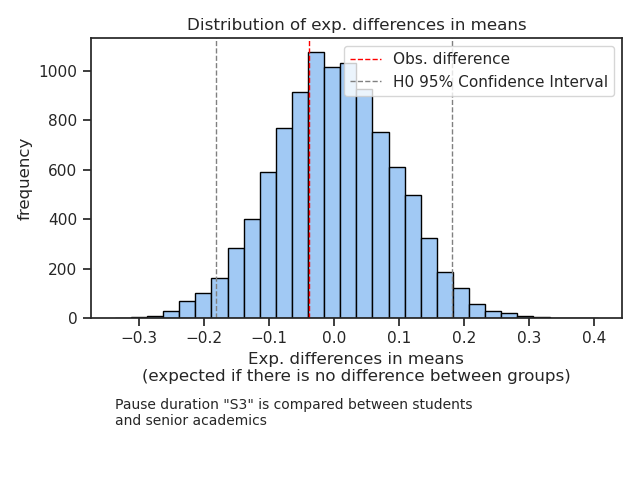 Distribution of exp. differences in means
Obs. difference
H0 95% Confidence Interval
frequency
1000
800
600
400
200
0
−0.3 −0.2 −0.1 0.0 0.1 0.2 0.3 0.4
Exp. differences in means
(expected if there is no difference between groups)
Pause duration "S3" is compared between students
and senior academics